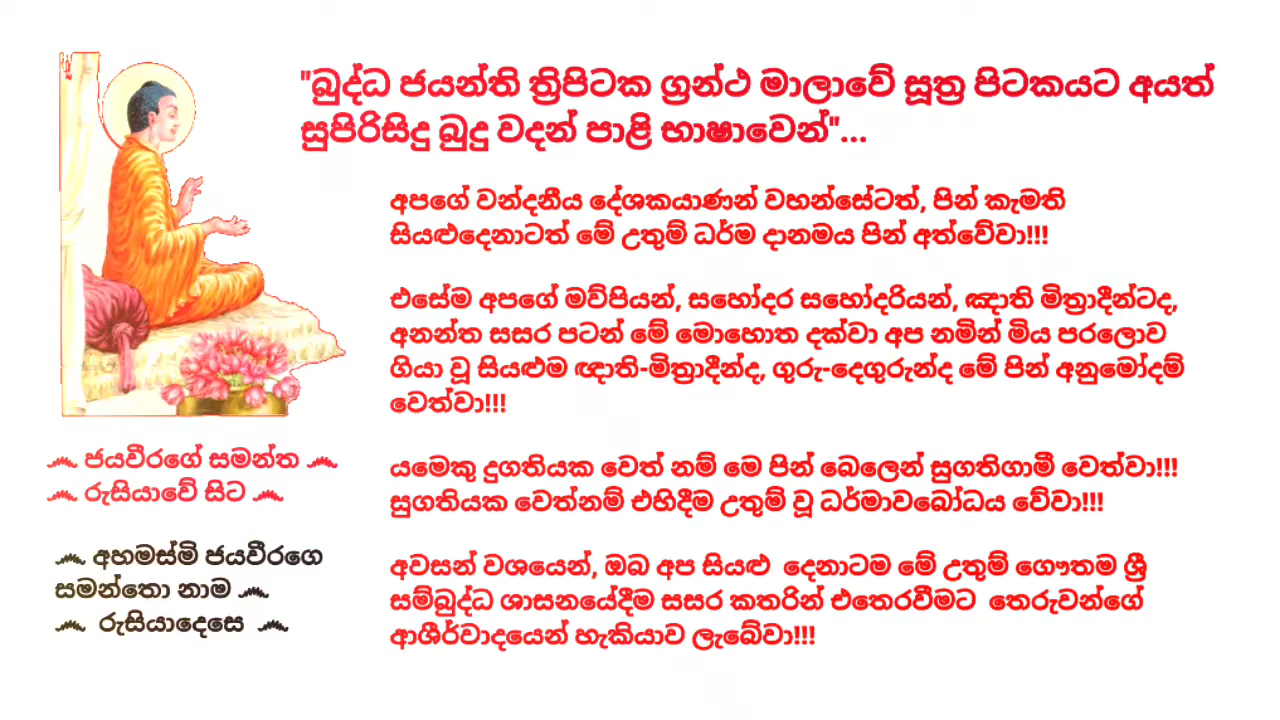 "බුද්ධ ජයන්ති ත්‍රිපිටක ග්‍රන්ථ මාලාවේ සූත්‍ර පිටකයට අයත්
සුපිරිසිදු බුදු වදන් පාළි භාෂාවෙන්"...
අපගේ වන්දනීය දේශකයාණන් වහන්සේටත්, පින් කැමති
සියළුදෙනාටත් මේ උතුම් ධර්ම දානමය පින් අත්වේවා!!!
එසේම අපගේ මව්පියන්, සහෝදර සහෝදරියන්, ඤාති මිත්‍රාදීන්ටද,
අනන්ත සසර පටන් මේ මොහොත දක්වා අප නමින් මිය පරලොව
ගියා වූ සියළුම ඥාති-මිත්‍රාදීන්ද, ගුරු-දෙගුරුන්ද මේ පින් අනුමෝදම්
වෙත්වා!!!
යමෙකු දුගතියක වෙත් නම් මෙ පින් බෙලෙන් සුගතිගාමී වෙත්වා!!!
සුගතියක වෙත්නම් එහිදීම උතුම් වූ ධර්මාවබෝධය වේවා!!!
අවසන් වශයෙන්, ඔබ අප සියළු දෙනාටම මේ උතුම් ගෞතම ශ්‍රී
සම්බුද්ධ ශාසනයේදීම සසර කතරින් එතෙරවීමට තෙරුවන්ගේ
ආශීර්වාදයෙන් හැකියාව ලැබේවා!!!
ජයවීරගේ සමන්ත
රුසියාවේ සිට
අහමස්මි ජයවීරගෙ
සමන්තො නාම
රුසියාදෙසෙ